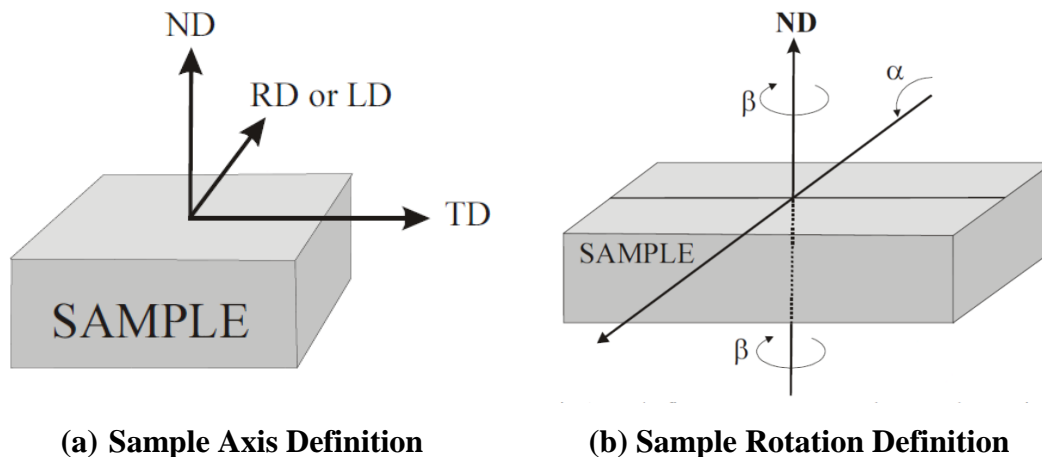 ND
RD or LD
TD
SAMPLE
(a) Sample Axis Definition
ND
α
β
SAMPLE
β
(b) Sample Rotation Definition